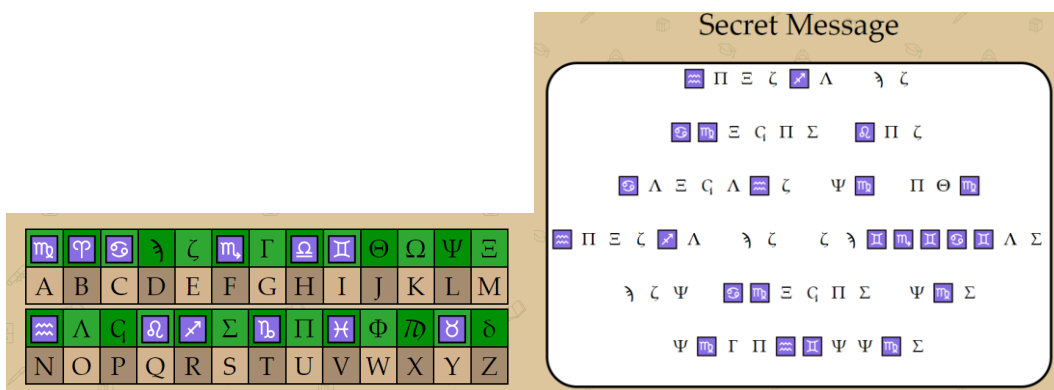 Secret Message
♒ Π Ξ ζ ♐ Λ ϡ ζ
♋ ♍ Ξ Ϛ Π Σ ♌ Π ζ
♋ Λ Ξ Ϛ Λ ♒ ζ Ψ ♍ Π Θ ♍
♒ Π Ξ ζ ♐ Λ ϡ ζ ζ ϡ ♊ ♏ ♊ ♋ ♊ Λ Σ
ϡ ζ Ψ ♋ ♍ Ξ Ϛ Π Σ Ψ ♍ Σ
Ψ ♍ Γ Π ♒ ♊ Ψ Ψ ♍ Σ
♍ ♈ ♋ ϡ ζ ♏ Γ ♎ ♊ Θ Ω Ψ Ξ
A B C D E F G H I J K L M
♒ Λ Ϛ ♌ ♐ Σ ♑ Π ♓ Φ Ϡ ♉ δ
N O P Q R S T U V W X Y Z